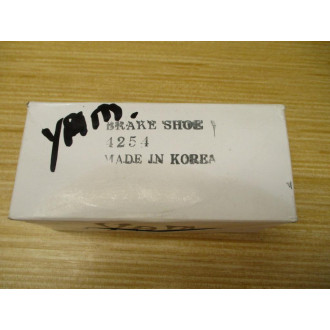 YAM.
BRAKE SHOE
4254
MADE IN KOREA